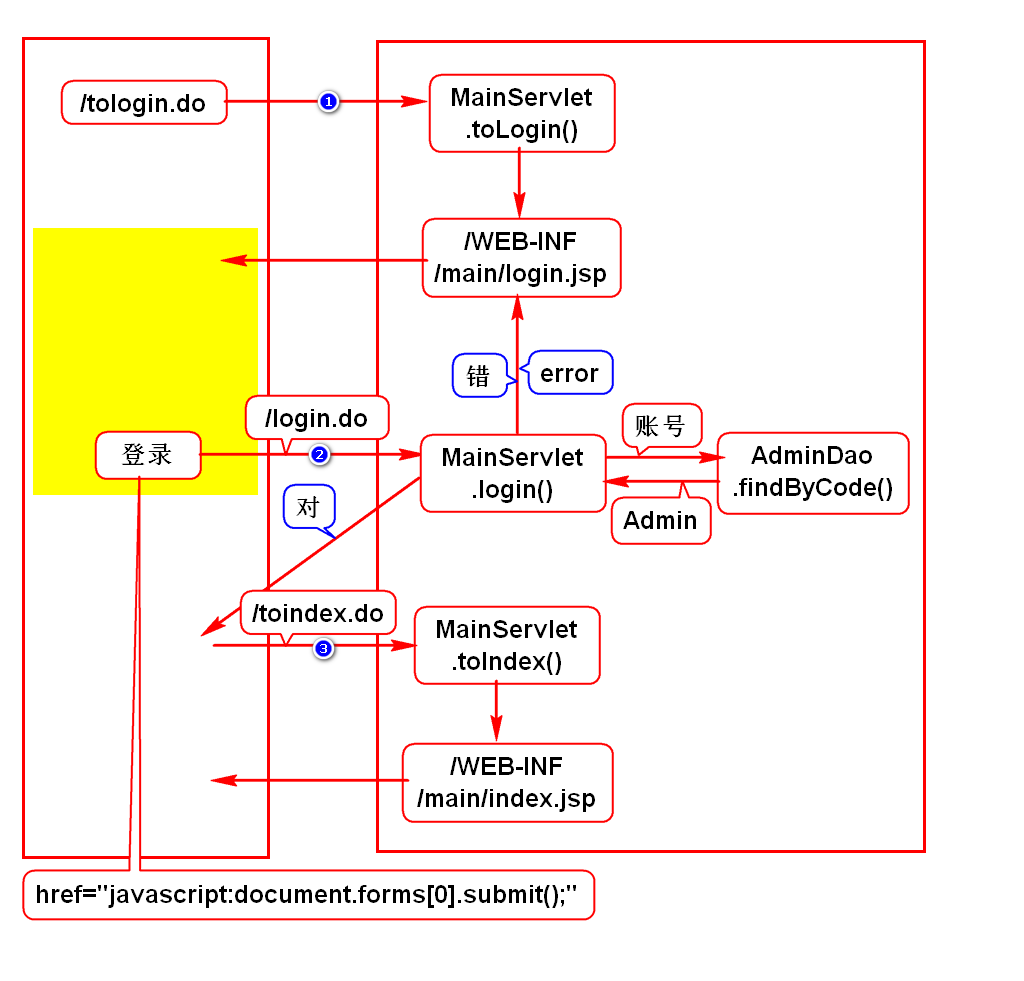 /tologin.do
1
MainServlet
.toLogin()
/WEB-INF
/main/login.jsp
错
error
/login.do
登录
2
MainServlet
.login()
账号
AdminDao
.findByCode()
Admin
对
/toindex.do
3
MainServlet
.toIndex()
/WEB-INF
/main/index.jsp
href="javascript:document.forms[0].submit();"